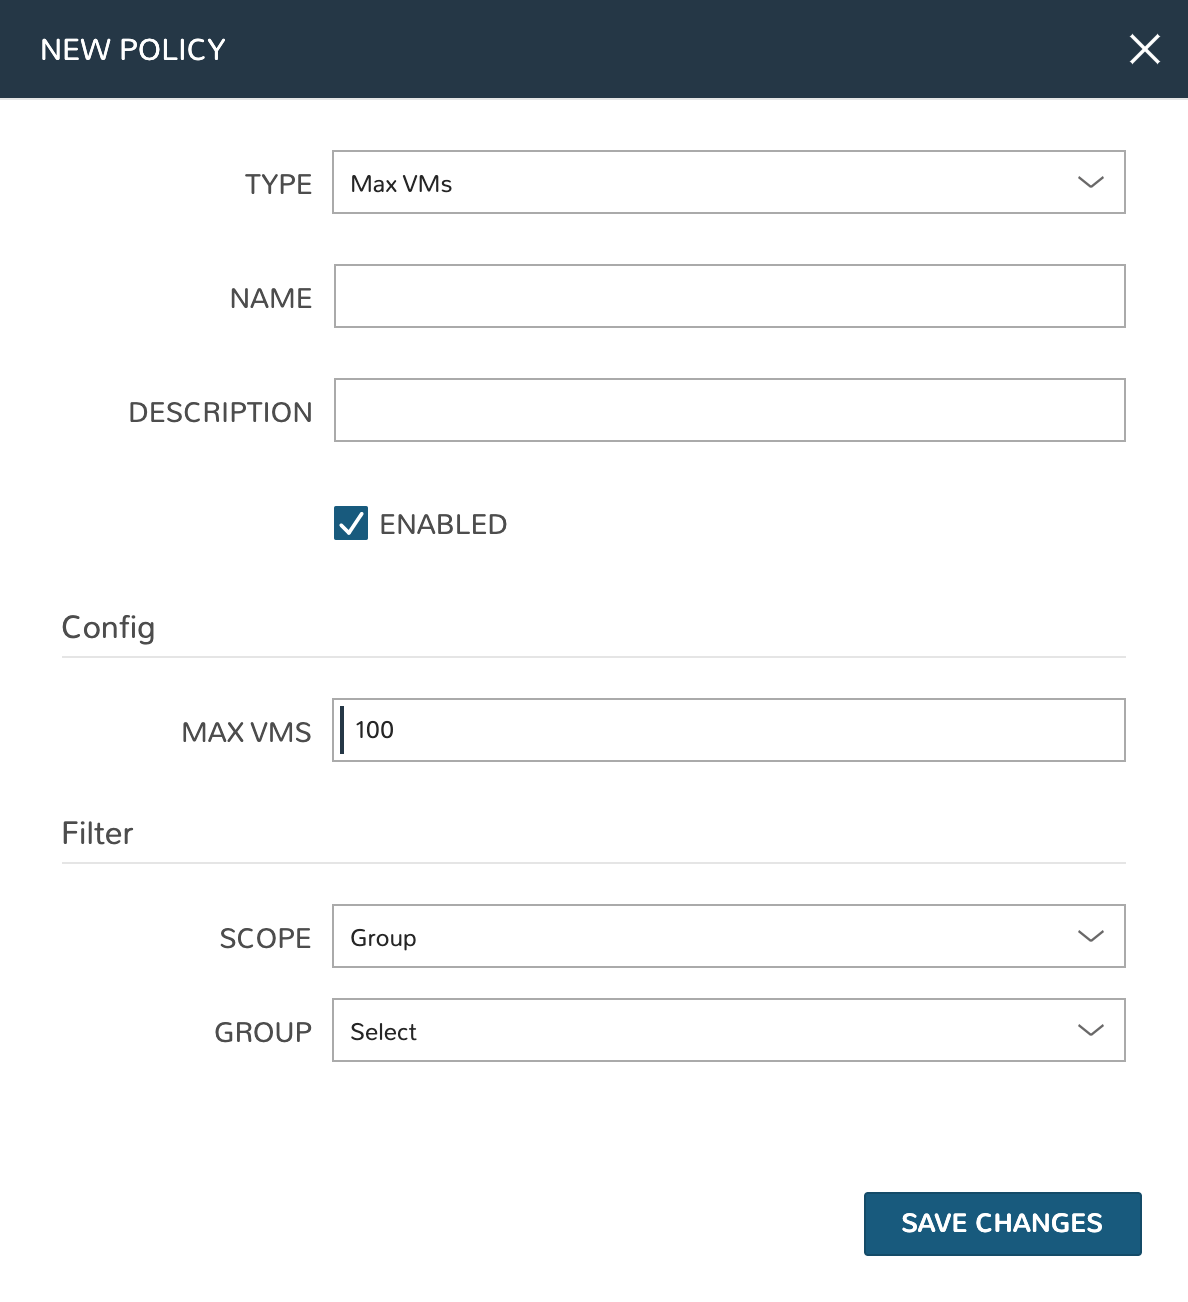 NEW POLICY
TYPE Max VMs
NAME
DESCRIPTION
ENABLED
Config
MAX VMS 100
Filter
SCOPE Group
GROUP Select
SAVE CHANGES